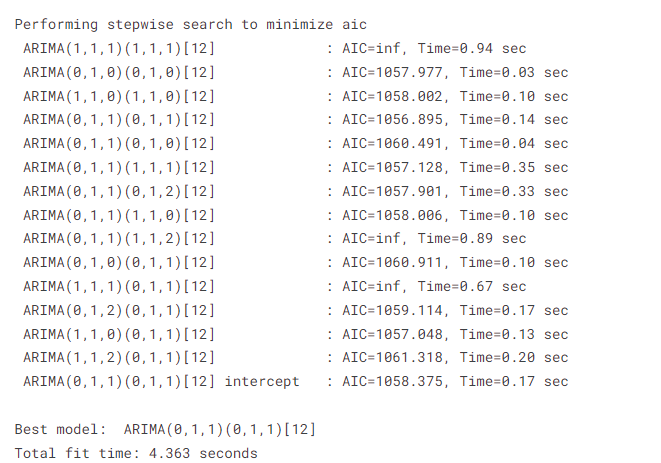 Performing stepwise search to minimize aic
ARIMA(1,1,1)(1,1,1)[12] : AIC=inf, Time=0.94 sec
ARIMA(0,1,0)(0,1,0)[12] : AIC=1057.977, Time=0.03 sec
ARIMA(1,1,0)(1,1,0)[12] : AIC=1058.002, Time=0.10 sec
ARIMA(0,1,1)(0,1,1)[12] : AIC=1056.895, Time=0.14 sec
ARIMA(0,1,1)(0,1,0)[12] : AIC=1060.491, Time=0.04 sec
ARIMA(0,1,1)(1,1,1)[12] : AIC=1057.128, Time=0.35 sec
ARIMA(0,1,1)(0,1,2)[12] : AIC=1057.901, Time=0.33 sec
ARIMA(0,1,1)(1,1,0)[12] : AIC=1058.006, Time=0.10 sec
ARIMA(0,1,1)(1,1,2)[12] : AIC=inf, Time=0.89 sec
ARIMA(0,1,0)(0,1,1)[12] : AIC=1060.911, Time=0.10 sec
ARIMA(1,1,1)(0,1,1)[12] : AIC=inf, Time=0.67 sec
ARIMA(0,1,2)(0,1,1)[12] : AIC=1059.114, Time=0.17 sec
ARIMA(1,1,0)(0,1,1)[12] : AIC=1057.048, Time=0.13 sec
ARIMA(1,1,2)(0,1,1)[12] : AIC=1061.318, Time=0.20 sec
ARIMA(0,1,1)(0,1,1)[12] intercept : AIC=1058.375, Time=0.17 sec
Best model: ARIMA(0,1,1)(0,1,1)[12]
Total fit time: 4.363 seconds